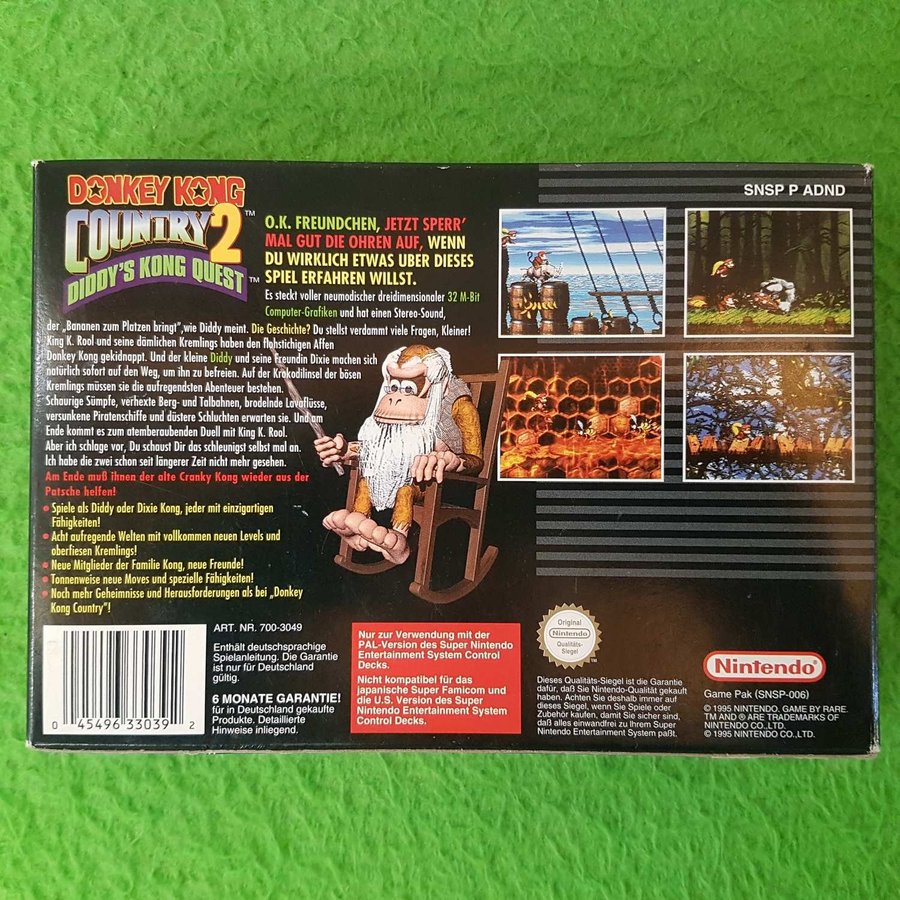 DONKEY KONG
COUNTRY 2™
DIDDY'S KONG QUEST™
O.K. FREUNDCHEN, JETZT SPERR'
MAL GUT DIE OHREN AUF, WENN
DU WIRKLICH ETWAS UBER DIESES
SPIEL ERFAHREN WILLST.
Es steckt voller neumodischer dreidimensionaler 32 M-Bit
Computer-Grafiken und hat einen Stereo-Sound,
der „Bananen zum Platzen bringt",wie Diddy meint. Die Geschichte? Du stellst verdammt viele Fragen, Kleiner!
King K. Rool und seine dämlichen Kremlings haben den flohstichigen Affen
Donkey Kong gekidnappt. Und der kleine Diddy und seine Freundin Dixie machen sich
natürlich sofort auf den Weg, um ihn zu befreien. Auf der Krokodilinsel der bösen
Kremlings müssen sie die aufregendsten Abenteuer bestehen.
Schaurige Sümpfe, verhexte Berg- und Talbahnen, brodelnde Lavaflüsse,
versunkene Piratenschiffe und düstere Schluchten erwarten sie. Und am
Ende kommt es zum atemberaubenden Duell mit King K. Rool.
Aber ich schlage vor, Du schaust Dir das schleunigst selbst mal an.
Ich habe die zwei schon seit längerer Zeit nicht mehr gesehen.
Am Ende muß ihnen der alte Cranky Kong wieder aus der
Patsche helfen!
• Spiele als Diddy oder Dixie Kong, jeder mit einzigartigen
Fähigkeiten!
• Acht aufregende Welten mit vollkommen neuen Levels und
oberfiesen Kremlings!
• Neue Mitglieder der Familie Kong, neue Freunde!
• Tonnenweise neue Moves und spezielle Fähigkeiten!
• Noch mehr Geheimnisse und Herausforderungen als bei „Donkey
Kong Country"!
SNSP P ADND
0 45496 33039 2
ART. NR. 700-3049
Enthält deutschsprachige
Spielanleitung. Die Garantie
ist nur für Deutschland
gültig.
6 MONATE GARANTIE!
für in Deutschland gekaufte
Produkte. Detaillierte
Hinweise inliegend.
Nur zur Verwendung mit der
PAL-Version des Super Nintendo
Entertainment System Control
Decks.
Nicht kompatibel für das
japanische Super Famicom und
die U.S. Version des Super
Nintendo Entertainment System
Control Decks.
Original
Nintendo
Qualitäts-
Siegel
™
Dieses Qualitäts-Siegel ist die Garantie
dafür, daß Sie Nintendo-Qualität gekauft
haben. Achten Sie deshalb immer auf
dieses Siegel, wenn Sie Spiele oder
Zubehör kaufen, damit Sie sicher sind,
daß alles einwandfrei zu Ihrem Super
Nintendo Entertainment System paßt.
Nintendo®
Game Pak (SNSP-006)
© 1995 NINTENDO. GAME BY RARE.
TM AND ® ARE TRADEMARKS OF
NINTENDO CO.,LTD.
© 1995 NINTENDO CO.,LTD.